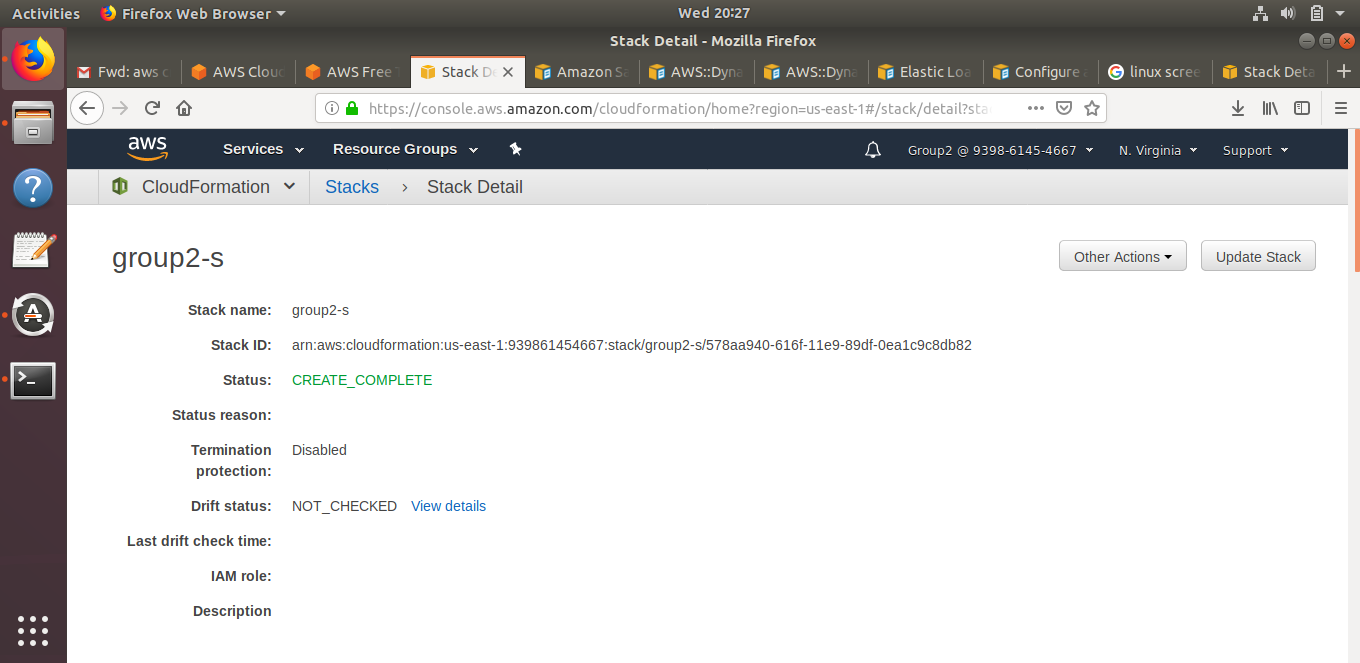 Activities Firefox Web Browser Wed 20:27
Stack Detail - Mozilla Firefox
Fwd: aws AWS Clou AWS Free Stack De Amazon S AWS::Dyna AWS::Dyna Elastic Loa Configure linux scree Stack Deta
https://console.aws.amazon.com/cloudformation/home?region=us-east-1#/stack/detail?sta
aws Services Resource Groups Group2 @ 9398-6145-4667 N. Virginia Support
CloudFormation Stacks › Stack Detail
group2-s Other Actions Update Stack
Stack name: group2-s
Stack ID: arn:aws:cloudformation:us-east-1:939861454667:stack/group2-s/578aa940-616f-11e9-89df-0ea1c9c8db82
Status: CREATE_COMPLETE
Status reason:
Termination Disabled
protection:
Drift status: NOT_CHECKED View details
Last drift check time:
IAM role:
Description